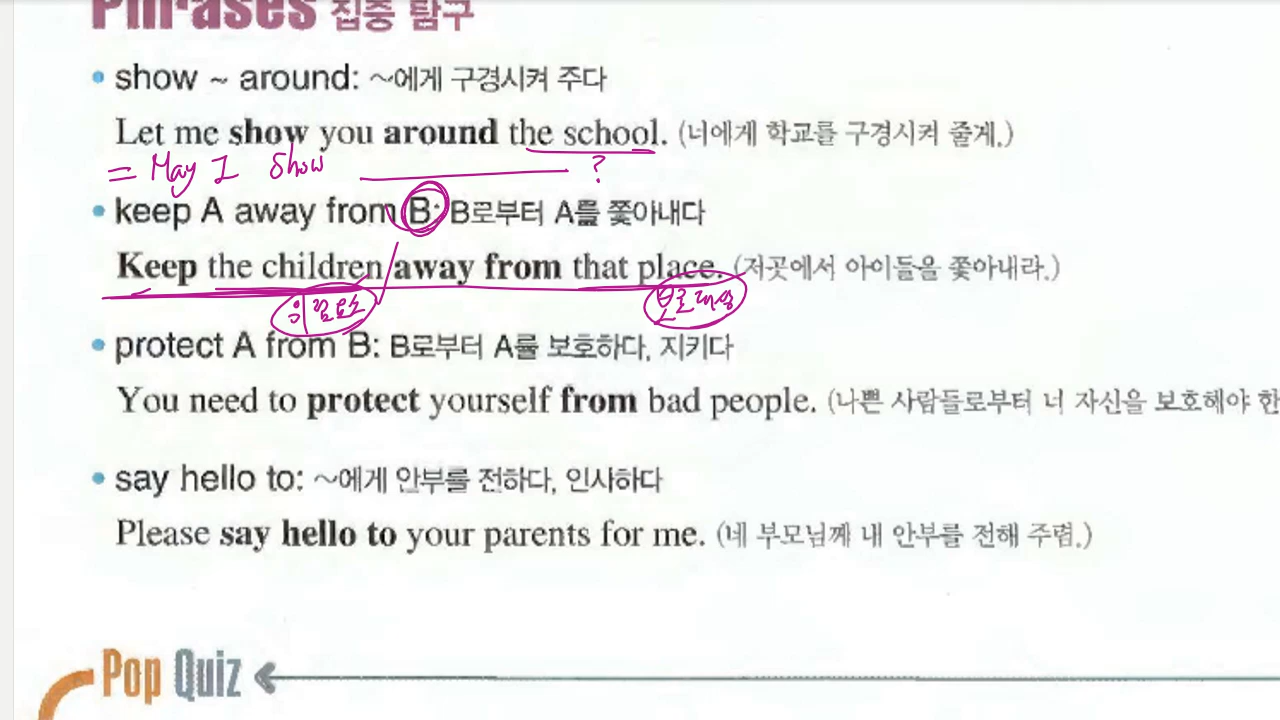 Phrases 집중 탐구
• show ~ around: ~에게 구경시켜 주다
Let me show you around the school. (너에게 학교를 구경시켜 줄게.)
= May I show ?
• keep A away from B: B로부터 A를 쫓아내다
Keep the children away from that place. (저곳에서 아이들을 쫓아내라.)
• protect A from B: B로부터 A를 보호하다, 지키다
You need to protect yourself from bad people. (나쁜 사람들로부터 너 자신을 보호해야 한
• say hello to: ~에게 안부를 전하다, 인사하다
Please say hello to your parents for me. (네 부모님께 내 안부를 전해 주렴.)
Pop Quiz